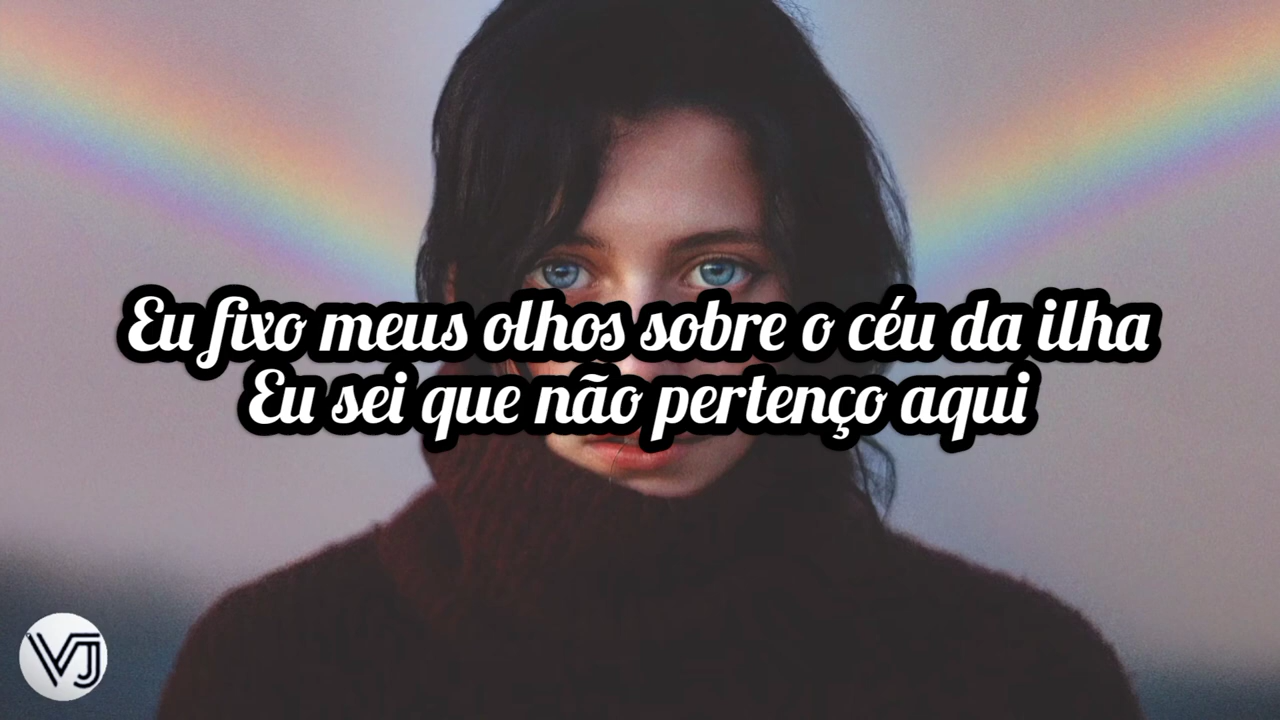 Eu fixo meus olhos sobre o céu da ilha
Eu sei que não pertenço aqui
VJ